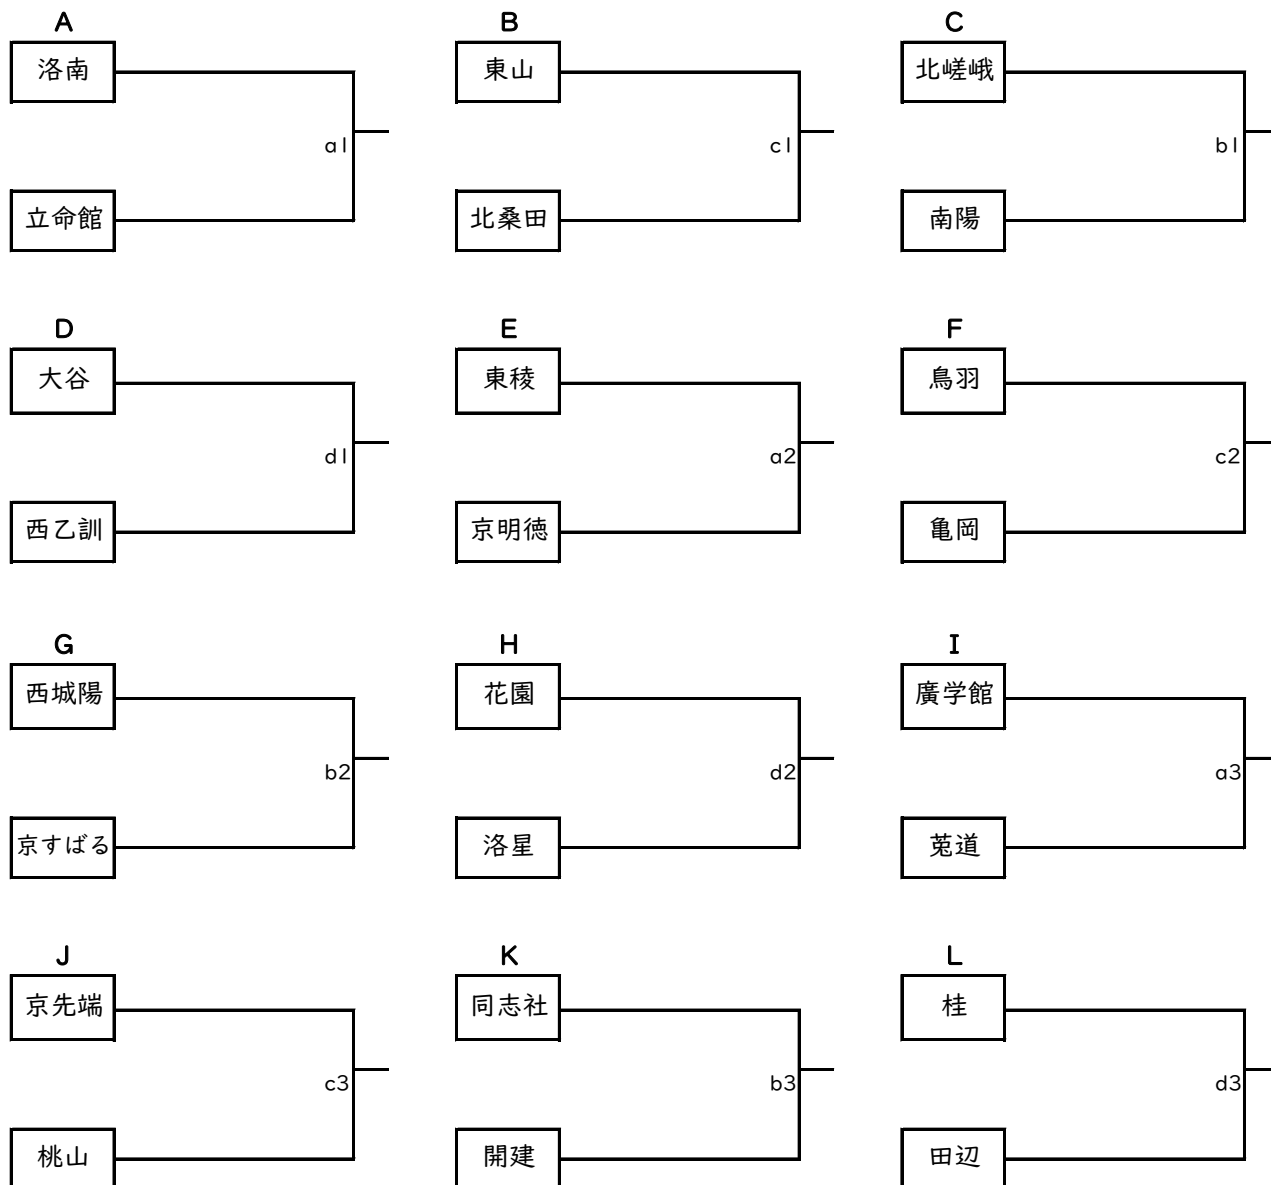 A B C
洛南 東山 北嵯峨
a1 c1 b1
立命館 北桑田 南陽
D E F
大谷 東稜 鳥羽
d1 a2 c2
西乙訓 京明徳 亀岡
G H I
西城陽 花園 廣学館
b2 d2 a3
京すばる 洛星 莵道
J K L
京先端 同志社 桂
c3 b3 d3
桃山 開建 田辺